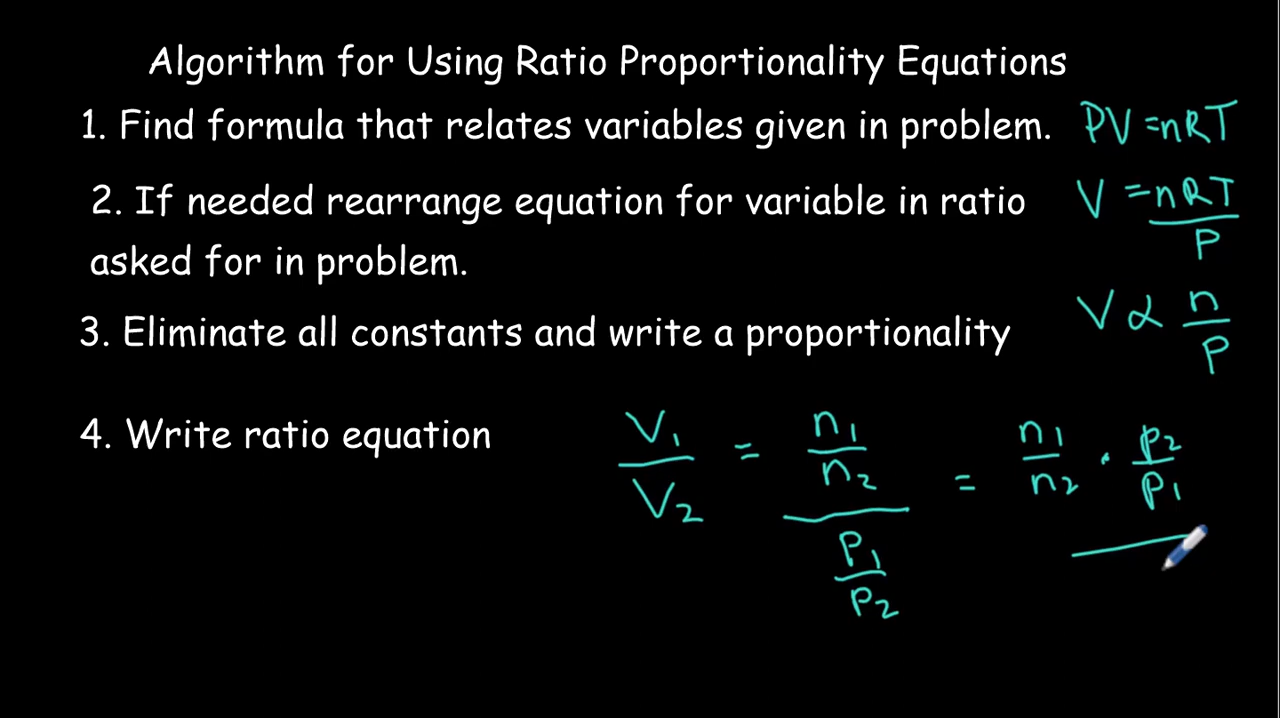 Algorithm for Using Ratio Proportionality Equations
1. Find formula that relates variables given in problem. PV = nRT
2. If needed rearrange equation for variable in ratio V = nRT / P
asked for in problem.
3. Eliminate all constants and write a proportionality V ∝ n / P
4. Write ratio equation V₁ / V₂ = (n₁ / n₂) / (P₁ / P₂) = n₁ / n₂ · P₂ / P₁